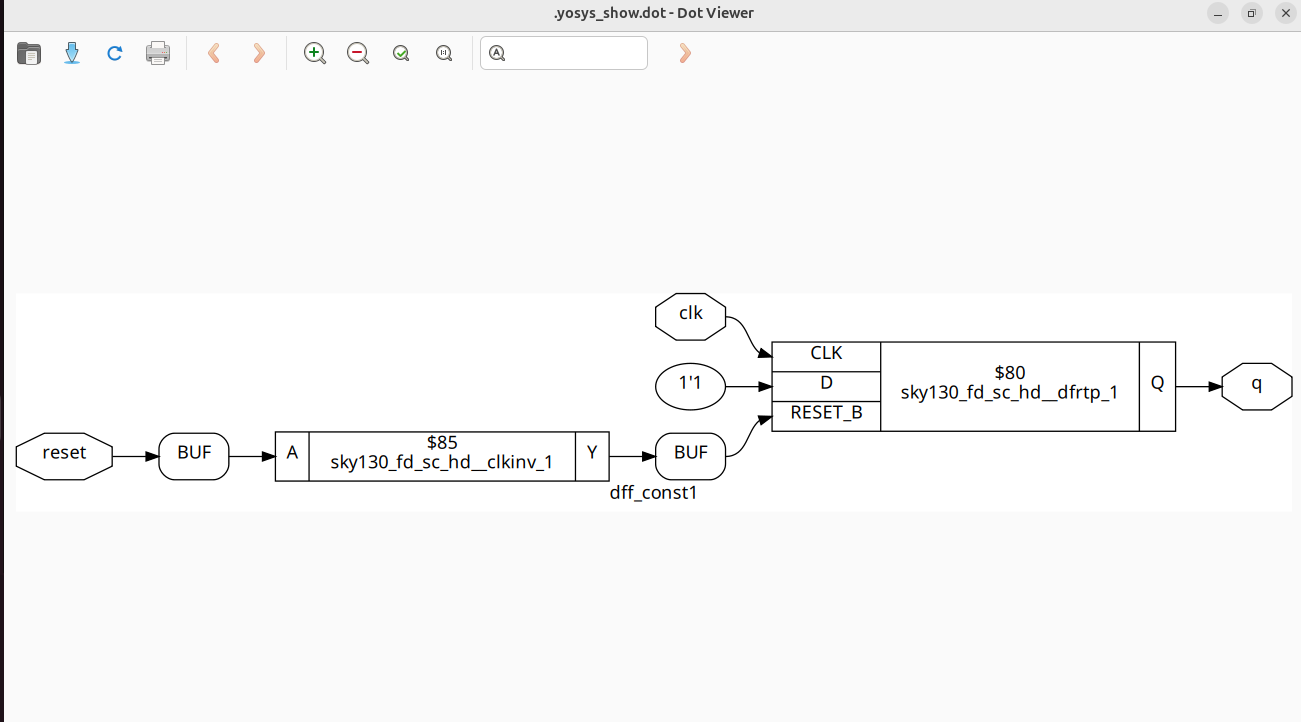 .yosys_show.dot - Dot Viewer
clk
CLK
1'1
D
$80
sky130_fd_sc_hd__dfrtp_1
Q
q
RESET_B
reset
BUF
A
$85
sky130_fd_sc_hd__clkinv_1
Y
BUF
dff_const1